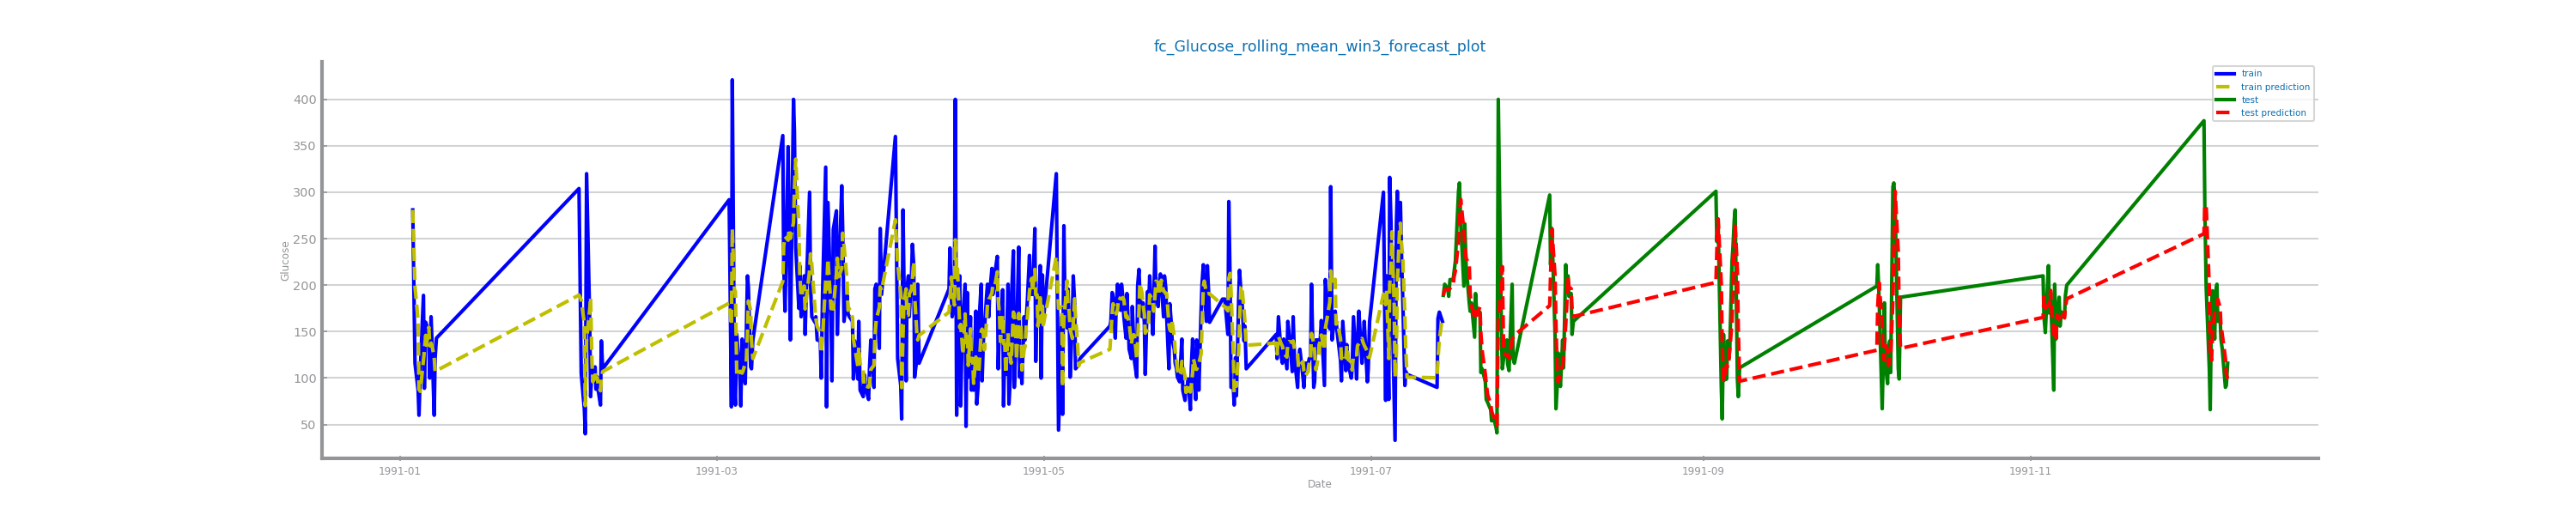 fc_Glucose_rolling_mean_win3_forecast_plot
train
train prediction
test
test prediction
400
350
300
250
200
150
100
50
Glucose
1991-01
1991-03
1991-05
1991-07
1991-09
1991-11
Date